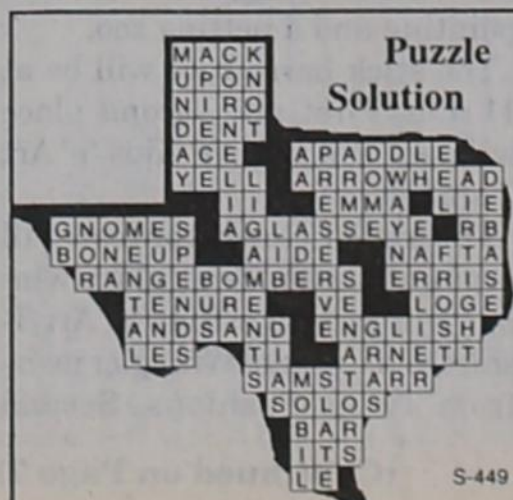 Puzzle
Solution
MACK
UPON
NIRO
DENT
ACE APADDLE
YELL ARROWHEAD
I EMMA LIE
GNOMES AGLASSEYE RB
BONEUP AIDE NAFTA
RANGEBOMBERS ERRIS
TENURE VE LOGE
ANDSAND ENGLISH
LES TI ARNETT
SAMSTARR
SOLOS
BAR
ITS
LE
S-449